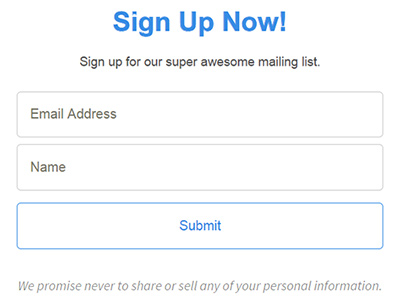 Sign Up Now!
Sign up for our super awesome mailing list.
Email Address
Name
Submit
We promise never to share or sell any of your personal information.